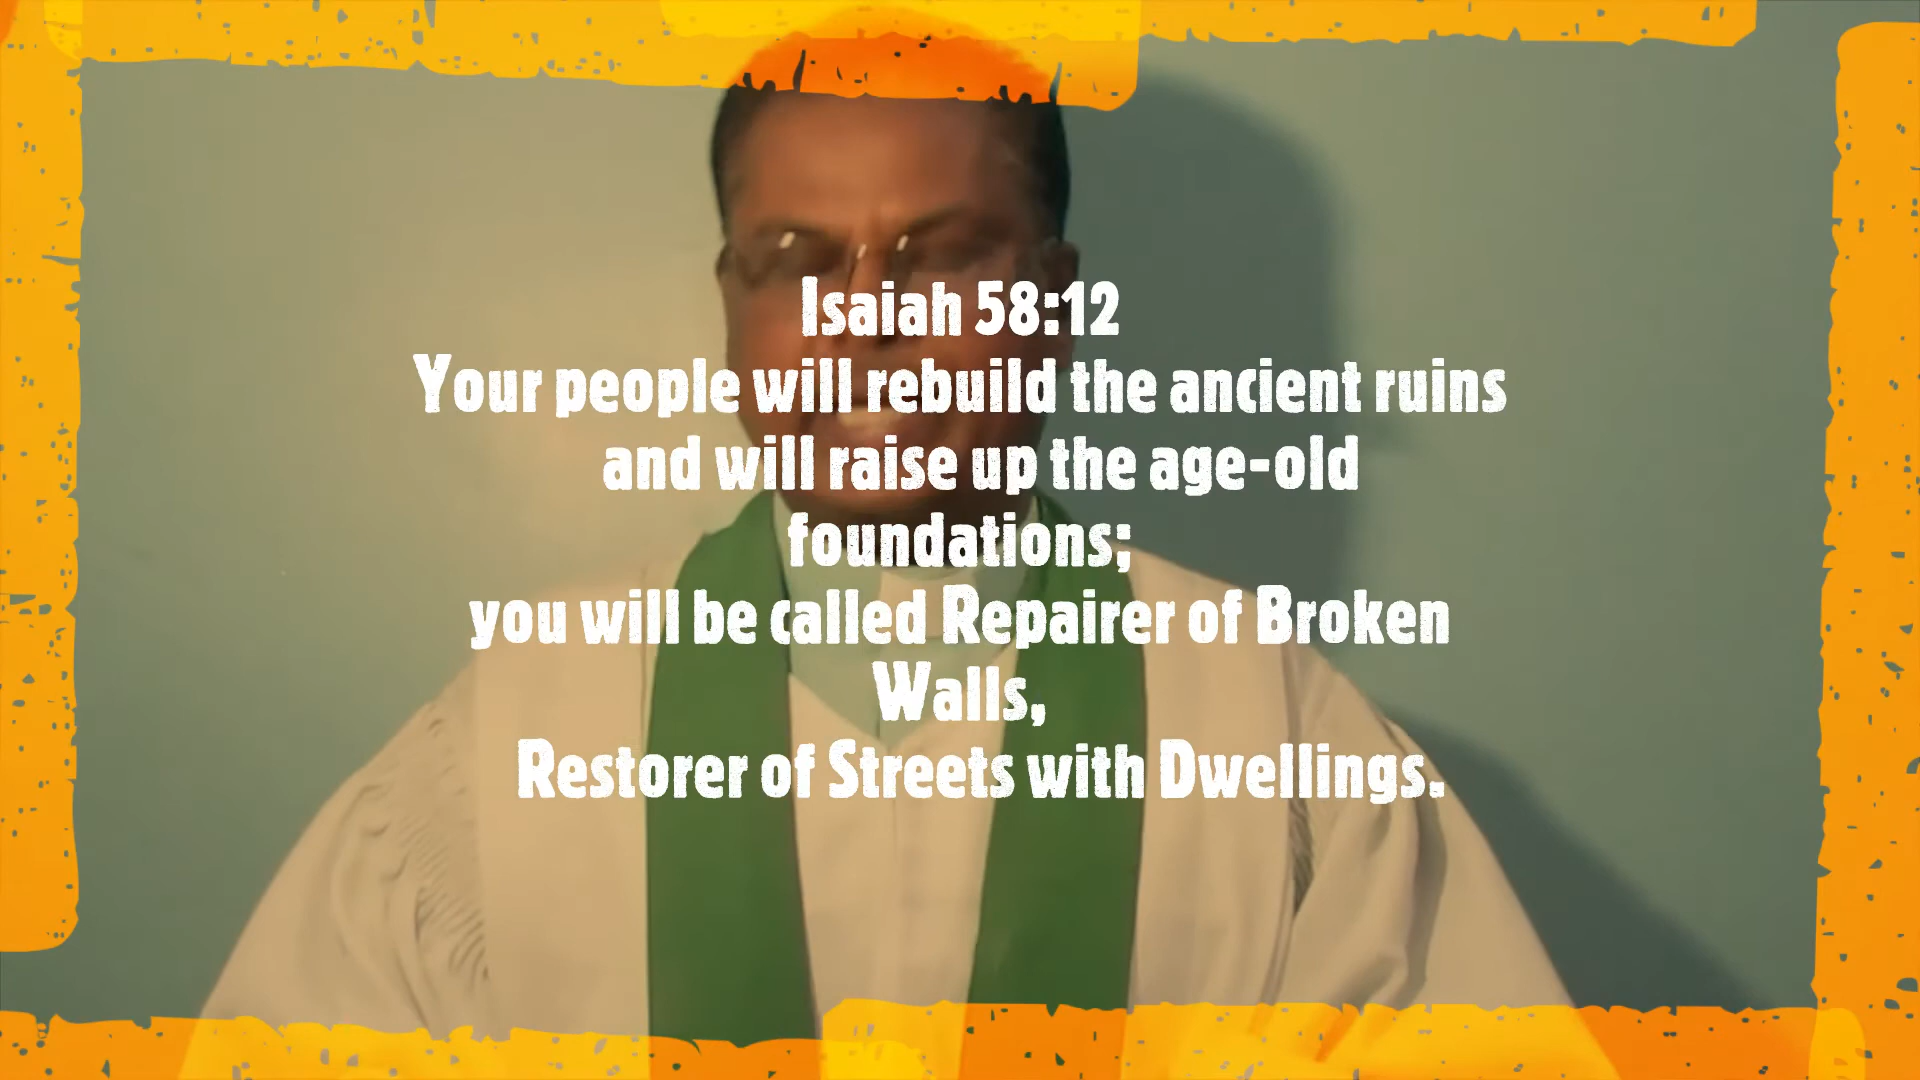 Isaiah 58:12
Your people will rebuild the ancient ruins
and will raise up the age-old
foundations;
you will be called Repairer of Broken
Walls,
Restorer of Streets with Dwellings.